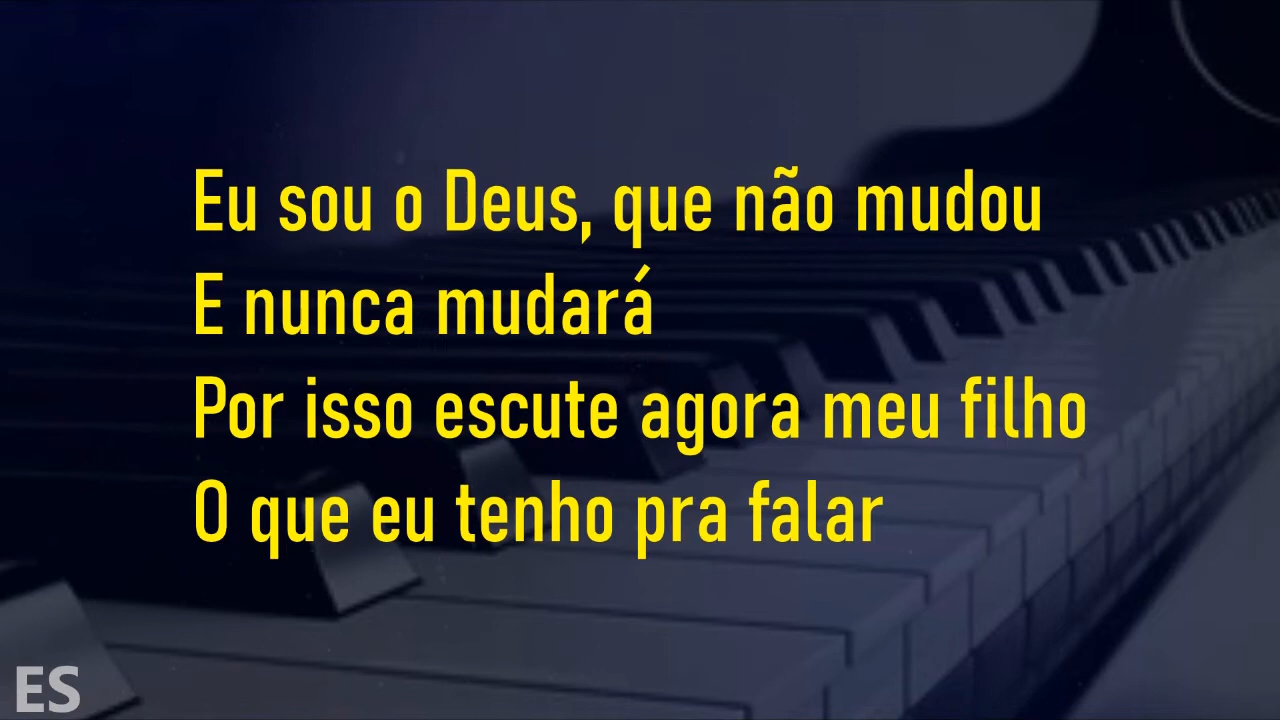 Eu sou o Deus, que não mudou
E nunca mudará
Por isso escute agora meu filho
O que eu tenho pra falar
ES